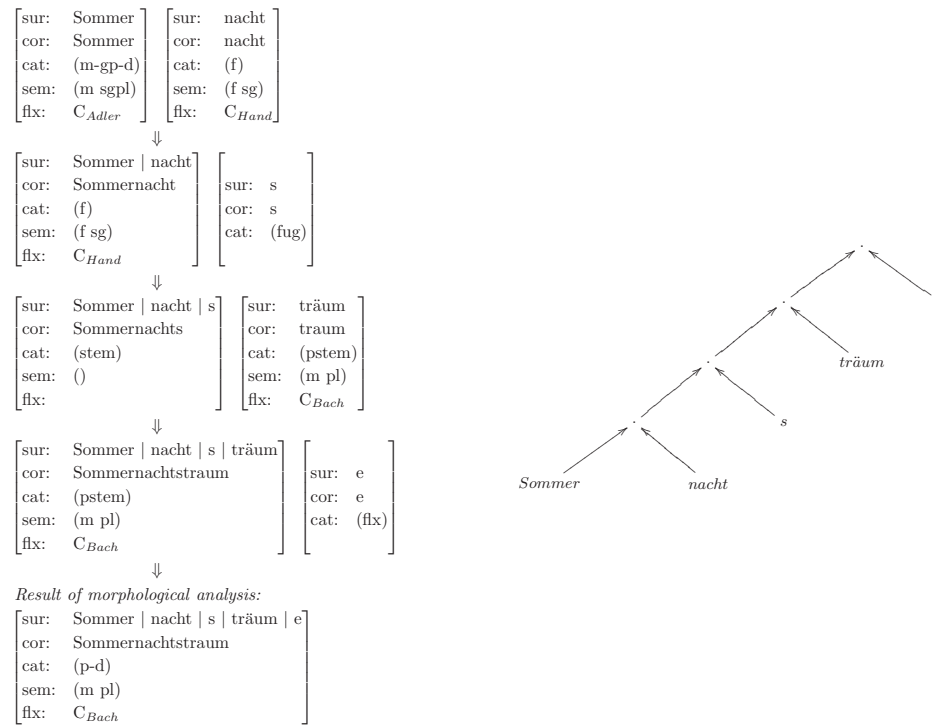 sur: Sommer sur: nacht
cor: Sommer cor: nacht
cat: (m-gp-d) cat: (f)
sem: (m sgpl) sem: (f sg)
flx: C_Adler flx: C_Hand
⇓
sur: Sommer | nacht
cor: Sommernacht sur: s
cat: (f) cor: s
sem: (f sg) cat: (fug)
flx: C_Hand
⇓
sur: Sommer | nacht | s sur: träum
cor: Sommernachts cor: traum
cat: (stem) cat: (pstem)
sem: () sem: (m pl)
flx: flx: C_Bach
⇓
sur: Sommer | nacht | s | träum
cor: Sommernachtstraum sur: e
cat: (pstem) cor: e
sem: (m pl) cat: (flx)
flx: C_Bach
⇓
Result of morphological analysis:
sur: Sommer | nacht | s | träum | e
cor: Sommernachtstraum
cat: (p-d)
sem: (m pl)
flx: C_Bach
träum
s
Sommer nacht